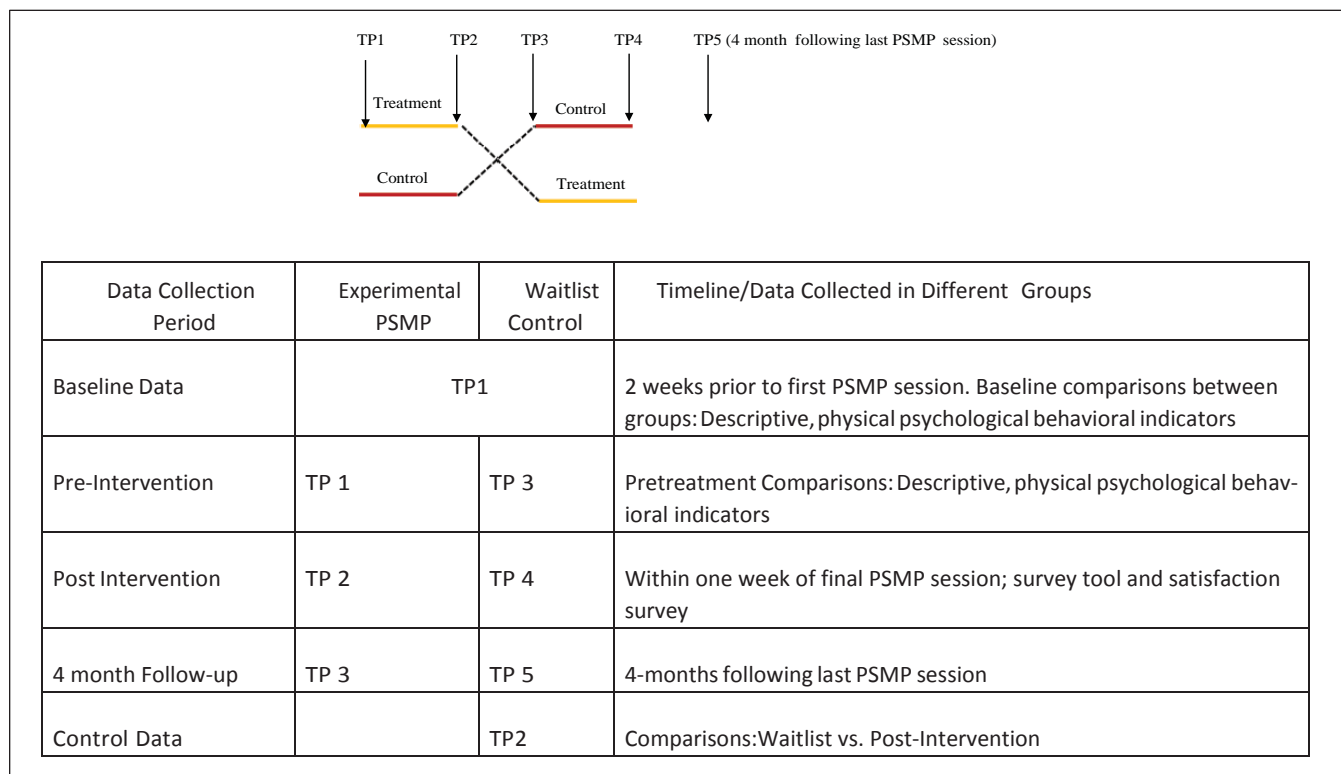 TP1 TP2 TP3 TP4 TP5 (4 month following last PSMP session)
Treatment Control
Control Treatment
Data Collection Period Experimental PSMP Waitlist Control Timeline/Data Collected in Different Groups
Baseline Data TP1 2 weeks prior to first PSMP session. Baseline comparisons between
groups: Descriptive, physical psychological behavioral indicators
Pre-Intervention TP 1 TP 3 Pretreatment Comparisons: Descriptive, physical psychological behav-
ioral indicators
Post Intervention TP 2 TP 4 Within one week of final PSMP session; survey tool and satisfaction
survey
4 month Follow-up TP 3 TP 5 4-months following last PSMP session
Control Data TP2 Comparisons: Waitlist vs. Post-Intervention